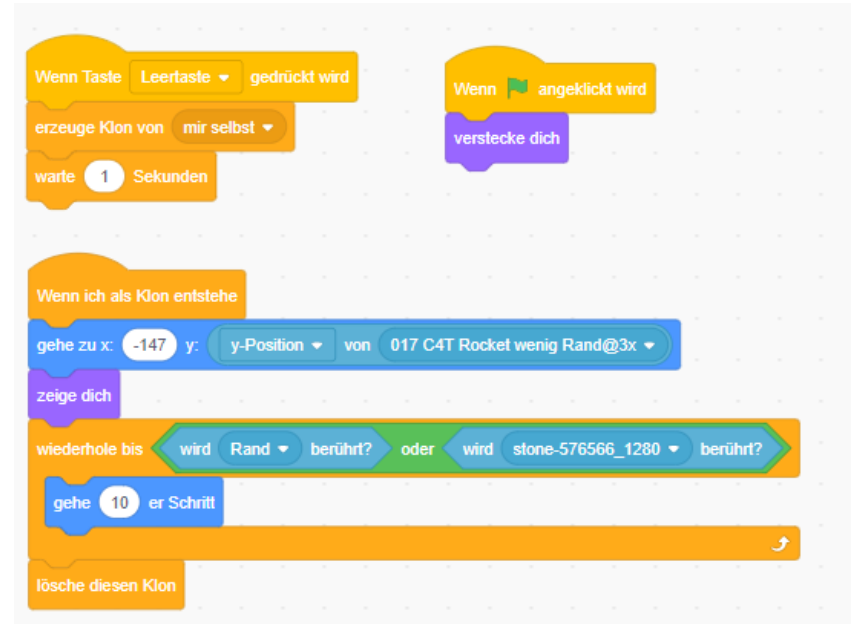 Wenn Taste Leertaste gedrückt wird
erzeuge Klon von mir selbst
warte 1 Sekunden
Wenn angeklickt wird
verstecke dich
Wenn ich als Klon entstehe
gehe zu x: -147 y: y-Position von 017 C4T Rocket wenig Rand@3x
zeige dich
wiederhole bis wird Rand berührt? oder wird stone-576566_1280 berührt?
gehe 10 er Schritt
lösche diesen Klon